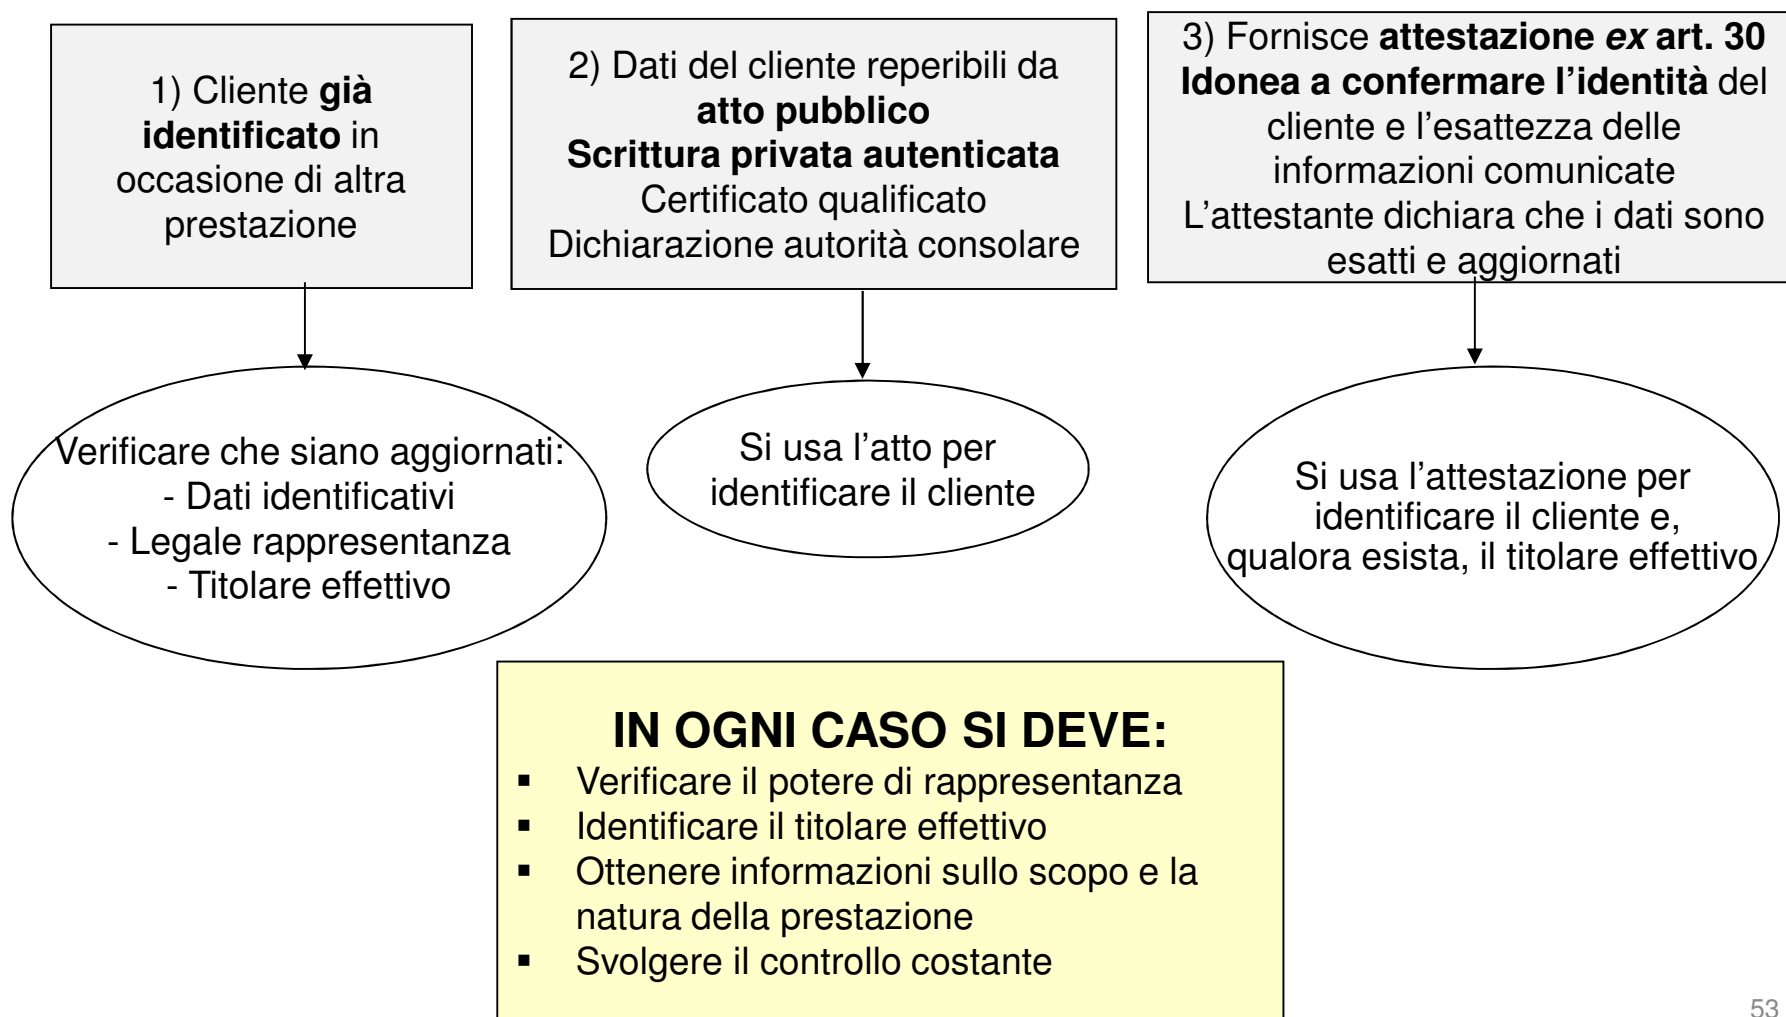 1) Cliente già
identificato in
occasione di altra
prestazione
2) Dati del cliente reperibili da
atto pubblico
Scrittura privata autenticata
Certificato qualificato
Dichiarazione autorità consolare
3) Fornisce attestazione ex art. 30
Idonea a confermare l'identità del
cliente e l'esattezza delle
informazioni comunicate
L'attestante dichiara che i dati sono
esatti e aggiornati
Verificare che siano aggiornati:
- Dati identificativi
- Legale rappresentanza
- Titolare effettivo
Si usa l'atto per
identificare il cliente
Si usa l'attestazione per
identificare il cliente e,
qualora esista, il titolare effettivo
IN OGNI CASO SI DEVE:
▪ Verificare il potere di rappresentanza
▪ Identificare il titolare effettivo
▪ Ottenere informazioni sullo scopo e la
natura della prestazione
▪ Svolgere il controllo costante
53